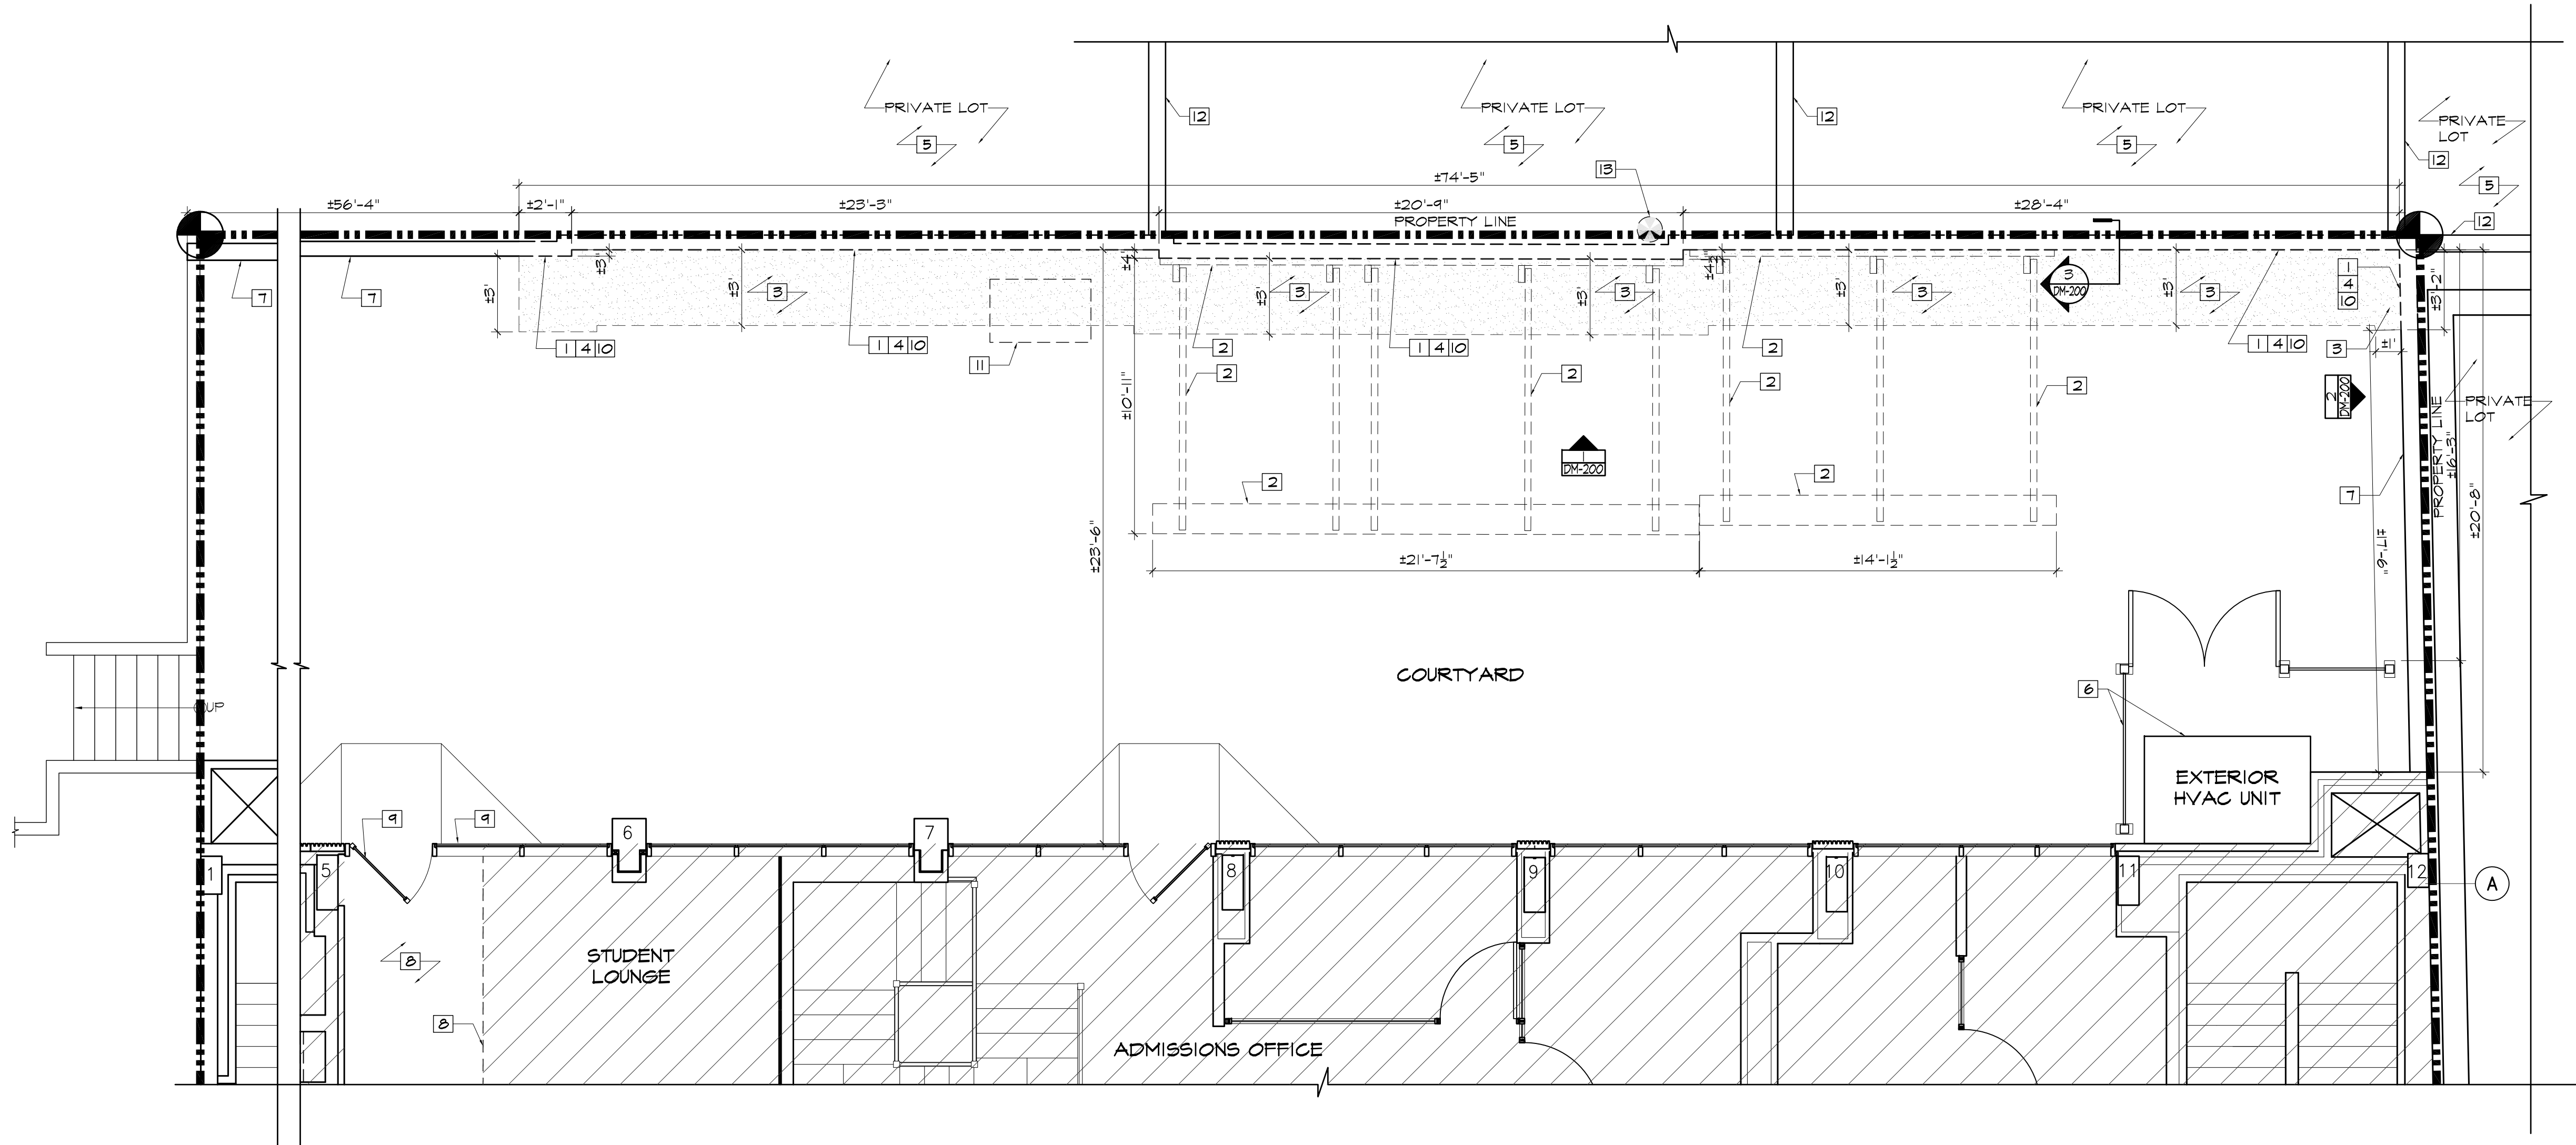 PRIVATE LOT
PRIVATE LOT
PRIVATE LOT
PRIVATE
LOT
12
12
5
5
5
12
13
±74'-5"
5
±56'-4"
±2'-1"
±23'-3"
±20'-9"
±28'-4"
12
PROPERTY LINE
7
7
±3'
±3"
±3'
3
±4"
±3'
3
±3'
3
±4½"
±3'
3
3
DM-200
±3'
3
1
4
10
±3'-2"
1 4 10
1 4 10
11
2
1 4 10
2
1 4 10
3
±1'
2
2
2
2
±10'-11"
2
DM-200
PRIVATE
LOT
PROPERTY LINE
±16'-3"
1
DM-200
2
2
7
±20'-8"
±23'-6"
±21'-7½"
±14'-1½"
±17'-6"
COURTYARD
6
UP
EXTERIOR
HVAC UNIT
9
9
6
7
1
5
8
9
10
11
12
A
STUDENT
LOUNGE
8
8
ADMISSIONS OFFICE